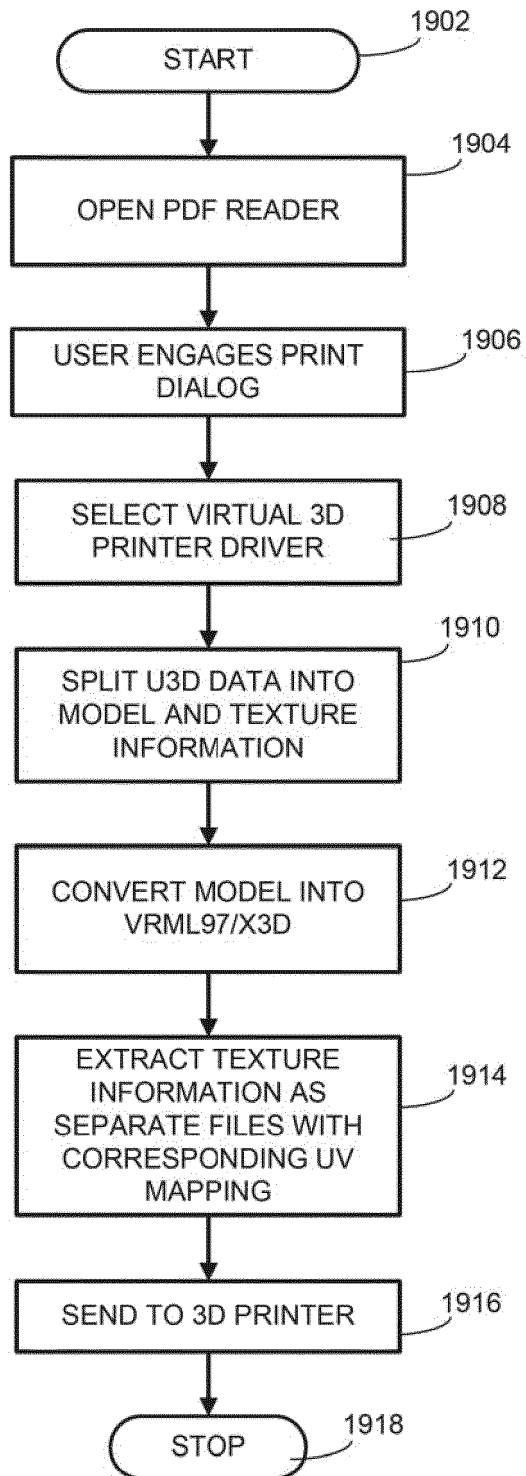 1902
START
1904
OPEN PDF READER
1906
USER ENGAGES PRINT
DIALOG
1908
SELECT VIRTUAL 3D
PRINTER DRIVER
1910
SPLIT U3D DATA INTO
MODEL AND TEXTURE
INFORMATION
1912
CONVERT MODEL INTO
VRML97/X3D
1914
EXTRACT TEXTURE
INFORMATION AS
SEPARATE FILES WITH
CORRESPONDING UV
MAPPING
1916
SEND TO 3D PRINTER
1918
STOP